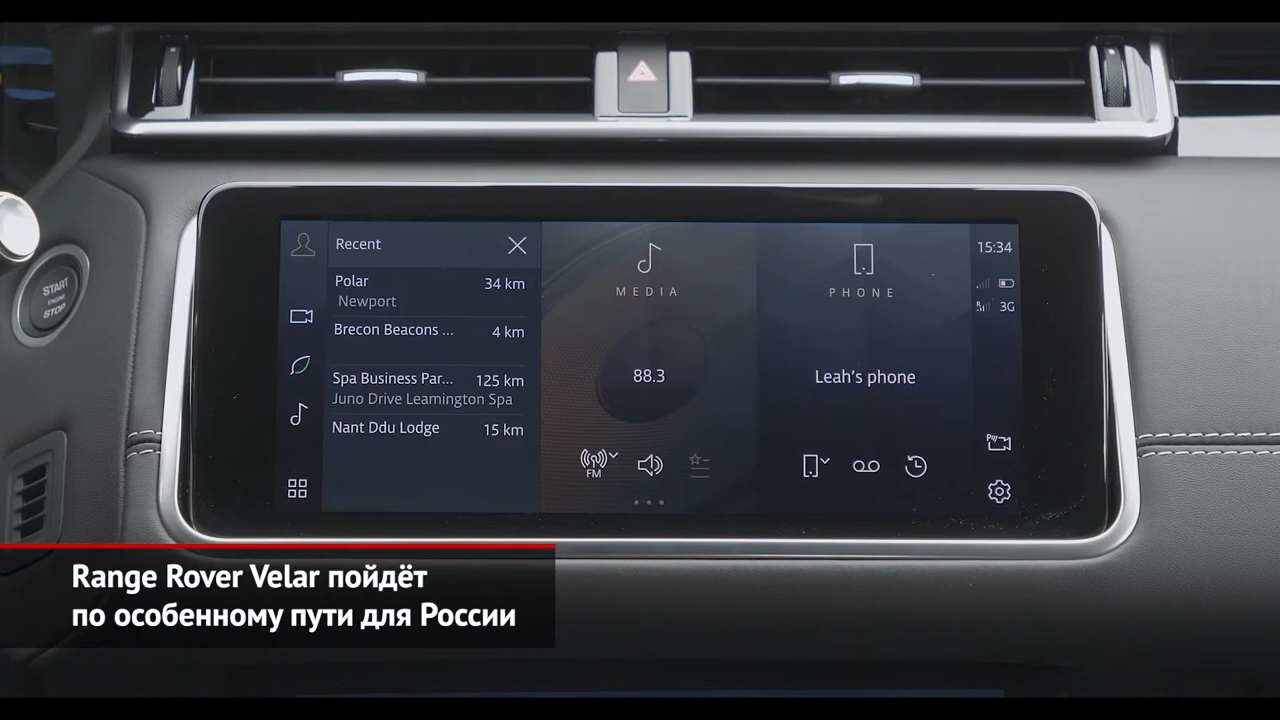 START
ENGINE
STOP
Recent
Polar 34 km
Newport
Brecon Beacons ... 4 km
Spa Business Par... 125 km
Juno Drive Leamington Spa
Nant Ddu Lodge 15 km
MEDIA
88.3
FM
PHONE
Leah's phone
15:34
3G
Range Rover Velar пойдёт
по особенному пути для России